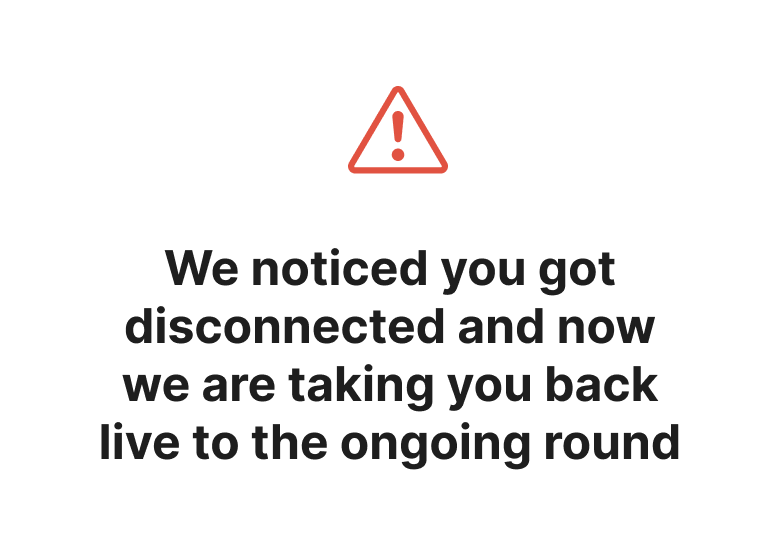 We noticed you got
disconnected and now
we are taking you back
live to the ongoing round